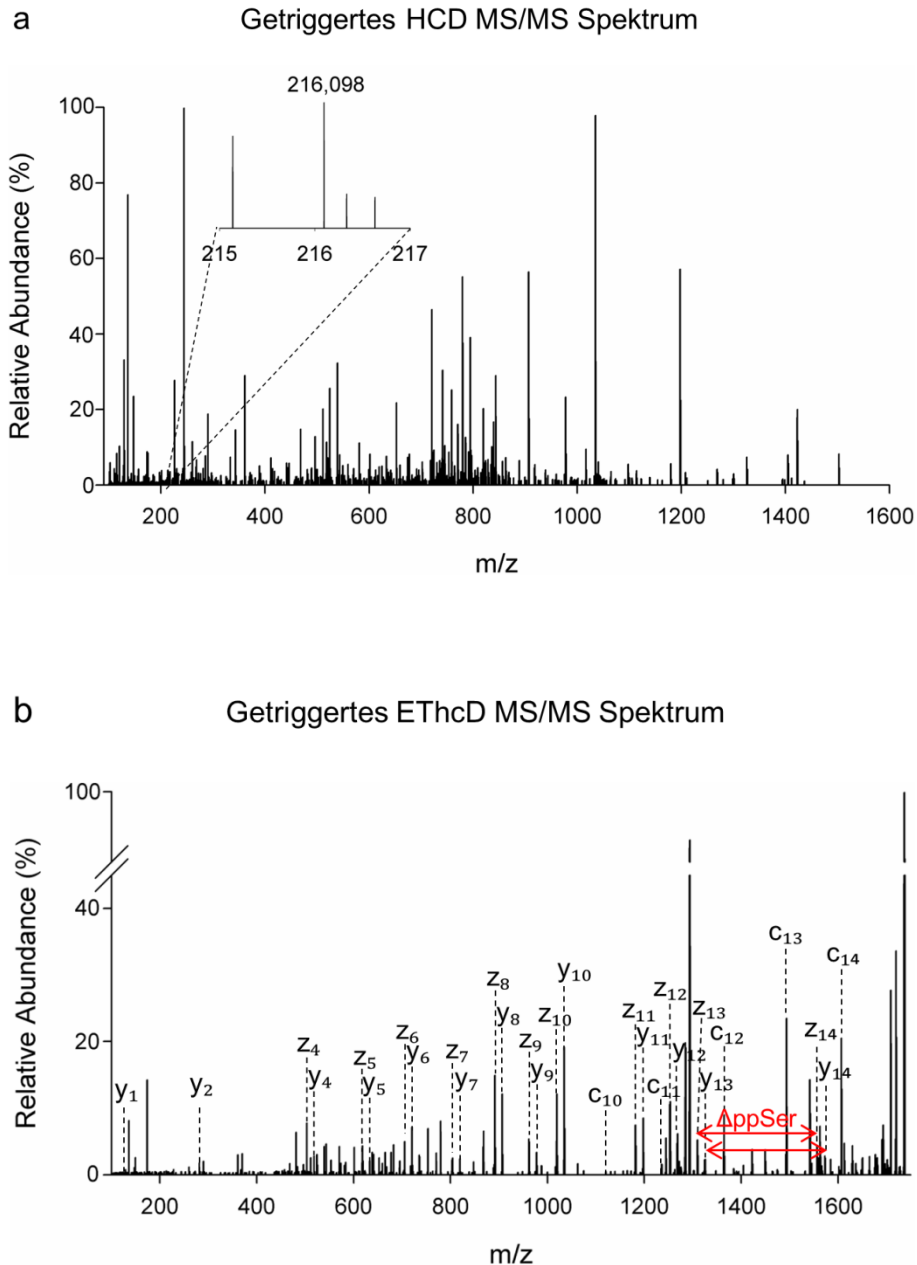 a
Getriggertes HCD MS/MS Spektrum
216,098
215 216 217
Relative Abundance (%)
100
80
60
40
20
0
200 400 600 800 1000 1200 1400 1600
m/z
b
Getriggertes EThcD MS/MS Spektrum
Relative Abundance (%)
100
40
20
0
y₁
y₂
z₄
y₄
z₅
y₅
z₆
y₆
z₇
y₇
z₈
y₈
z₉
y₉
z₁₀
y₁₀
c₁₀
z₁₁
y₁₁
c₁₁
z₁₂
y₁₂
z₁₃
y₁₃
c₁₂
ΔppSer
c₁₃
z₁₄
y₁₄
c₁₄
200 400 600 800 1000 1200 1400 1600
m/z